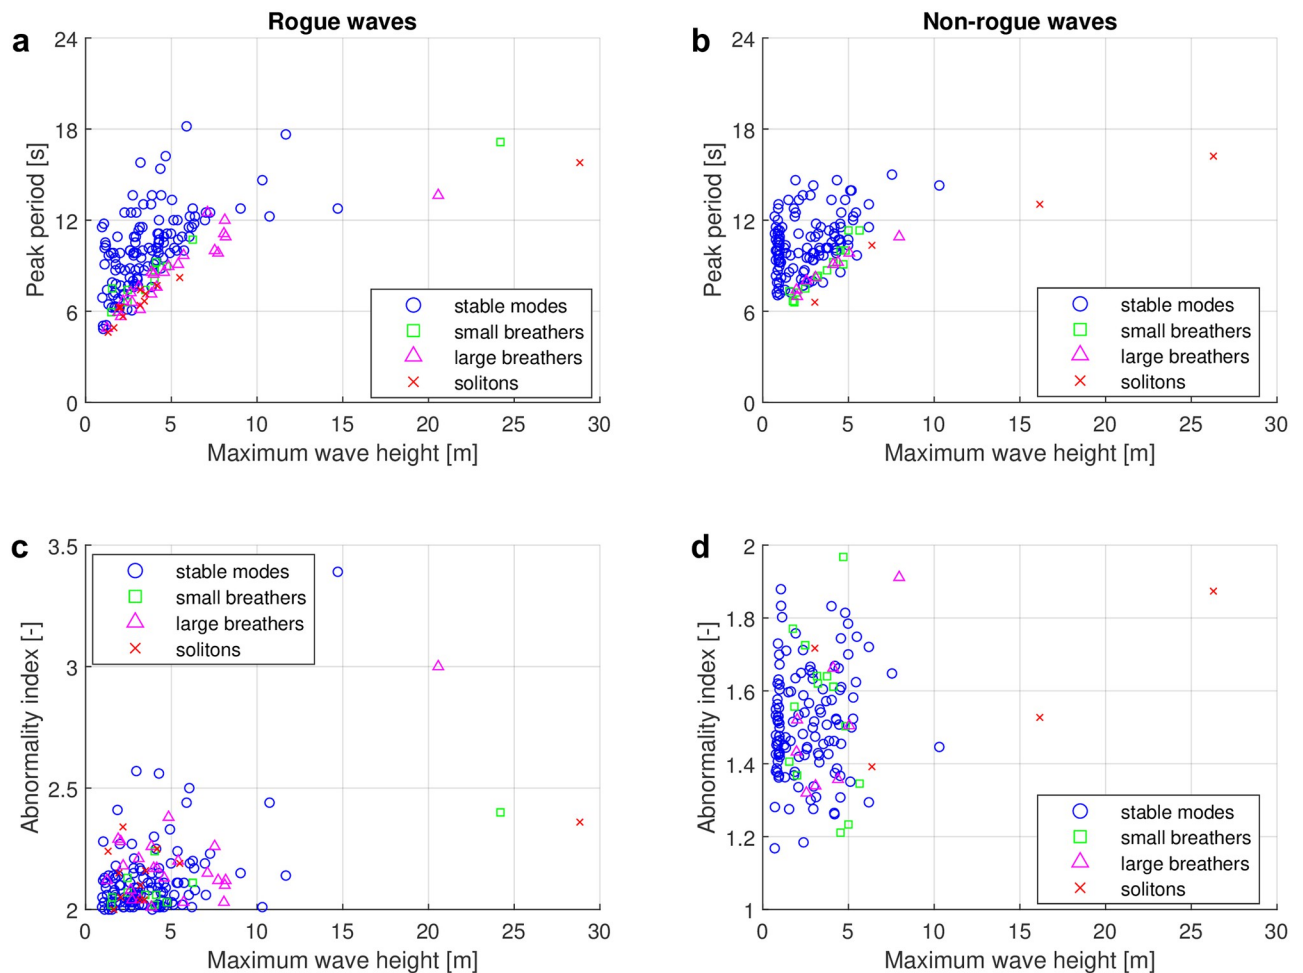 Rogue waves
Non-rogue waves
a
24
18
12
6
0
Peak period [s]
0 5 10 15 20 25 30
Maximum wave height [m]
stable modes
small breathers
large breathers
solitons
b
24
18
12
6
0
Peak period [s]
0 5 10 15 20 25 30
Maximum wave height [m]
stable modes
small breathers
large breathers
solitons
c
3.5
3
2.5
2
Abnormality index [-]
0 5 10 15 20 25 30
Maximum wave height [m]
stable modes
small breathers
large breathers
solitons
d
2
1.8
1.6
1.4
1.2
1
Abnormality index [-]
0 5 10 15 20 25 30
Maximum wave height [m]
stable modes
small breathers
large breathers
solitons